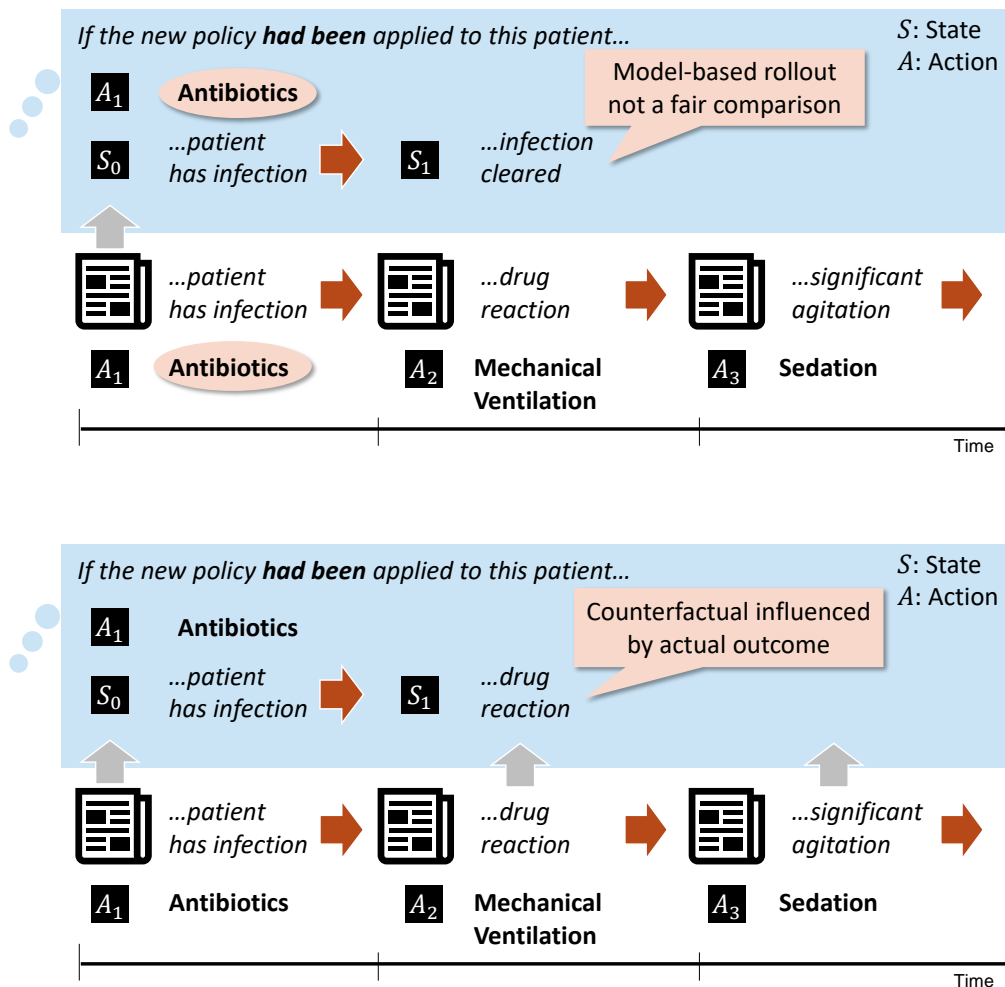 If the new policy had been applied to this patient…
S: State
A: Action
A₁ Antibiotics
Model-based rollout
not a fair comparison
S₀ …patient
has infection
S₁ …infection
cleared
…patient
has infection
…drug
reaction
…significant
agitation
A₁ Antibiotics
A₂ Mechanical
Ventilation
A₃ Sedation
Time
If the new policy had been applied to this patient…
S: State
A: Action
A₁ Antibiotics
Counterfactual influenced
by actual outcome
S₀ …patient
has infection
S₁ …drug
reaction
…patient
has infection
…drug
reaction
…significant
agitation
A₁ Antibiotics
A₂ Mechanical
Ventilation
A₃ Sedation
Time